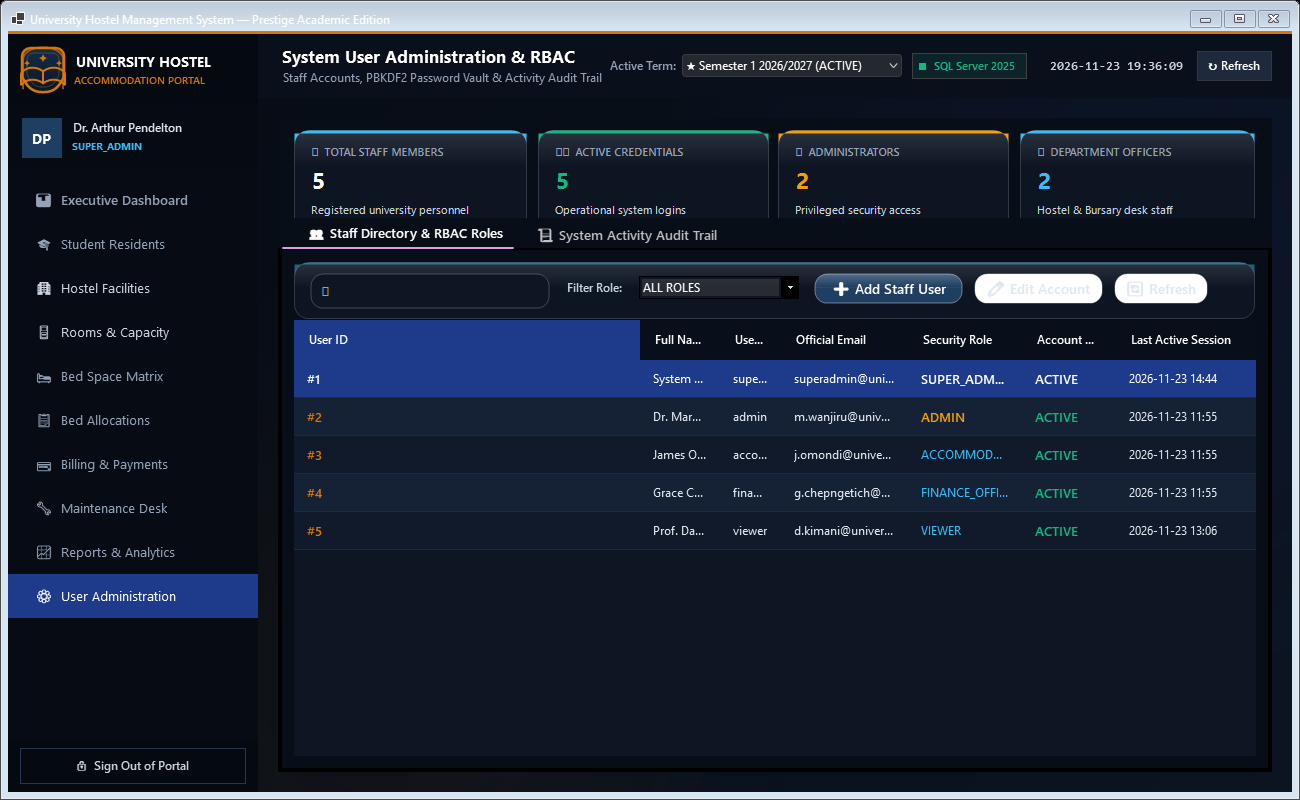 University Hostel Management System — Prestige Academic Edition
UNIVERSITY HOSTEL
ACCOMMODATION PORTAL
System User Administration & RBAC
Staff Accounts, PBKDF2 Password Vault & Activity Audit Trail
Active Term:
★ Semester 1 2026/2027 (ACTIVE)
SQL Server 2025
2026-11-23 19:36:09
↻ Refresh
DP
Dr. Arthur Pendelton
SUPER_ADMIN
Executive Dashboard
Student Residents
Hostel Facilities
Rooms & Capacity
Bed Space Matrix
Bed Allocations
Billing & Payments
Maintenance Desk
Reports & Analytics
User Administration
Sign Out of Portal
TOTAL STAFF MEMBERS
5
Registered university personnel
ACTIVE CREDENTIALS
5
Operational system logins
ADMINISTRATORS
2
Privileged security access
DEPARTMENT OFFICERS
2
Hostel & Bursary desk staff
Staff Directory & RBAC Roles
System Activity Audit Trail
Filter Role:
ALL ROLES
Add Staff User
Edit Account
Refresh
User ID Full Na... Use... Official Email Security Role Account ... Last Active Session
#1 System ... supe... superadmin@uni... SUPER_ADM... ACTIVE 2026-11-23 14:44
#2 Dr. Mar... admin m.wanjiru@univ... ADMIN ACTIVE 2026-11-23 11:55
#3 James O... acco... j.omondi@unive... ACCOMMOD... ACTIVE 2026-11-23 11:55
#4 Grace C... fina... g.chepngetich@... FINANCE_OFFI... ACTIVE 2026-11-23 11:55
#5 Prof. Da... viewer d.kimani@univer... VIEWER ACTIVE 2026-11-23 13:06